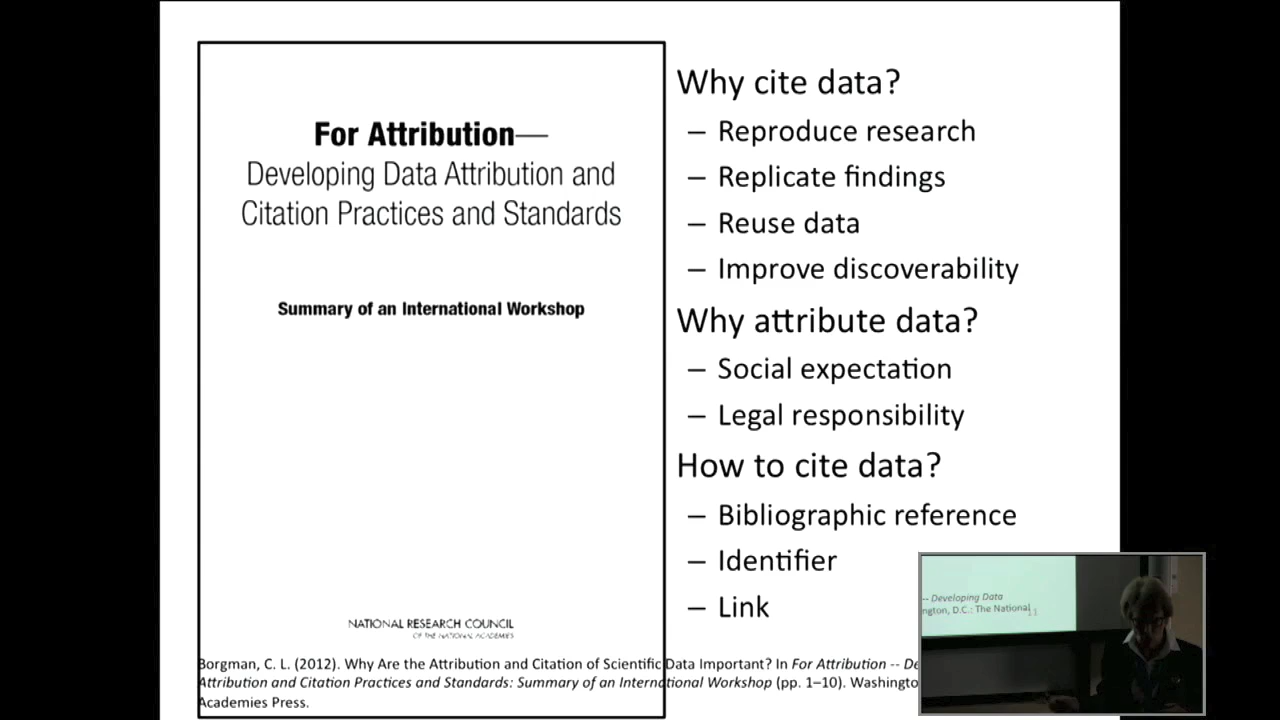 For Attribution—
Developing Data Attribution and
Citation Practices and Standards
Summary of an International Workshop
NATIONAL RESEARCH COUNCIL
OF THE NATIONAL ACADEMIES
Why cite data?
– Reproduce research
– Replicate findings
– Reuse data
– Improve discoverability
Why attribute data?
– Social expectation
– Legal responsibility
How to cite data?
– Bibliographic reference
– Identifier
– Link
Borgman, C. L. (2012). Why Are the Attribution and Citation of Scientific Data Important? In For Attribution -- De
Attribution and Citation Practices and Standards: Summary of an International Workshop (pp. 1–10). Washingto
Academies Press.
-- Developing Data
ngton, D.C.: The National
11